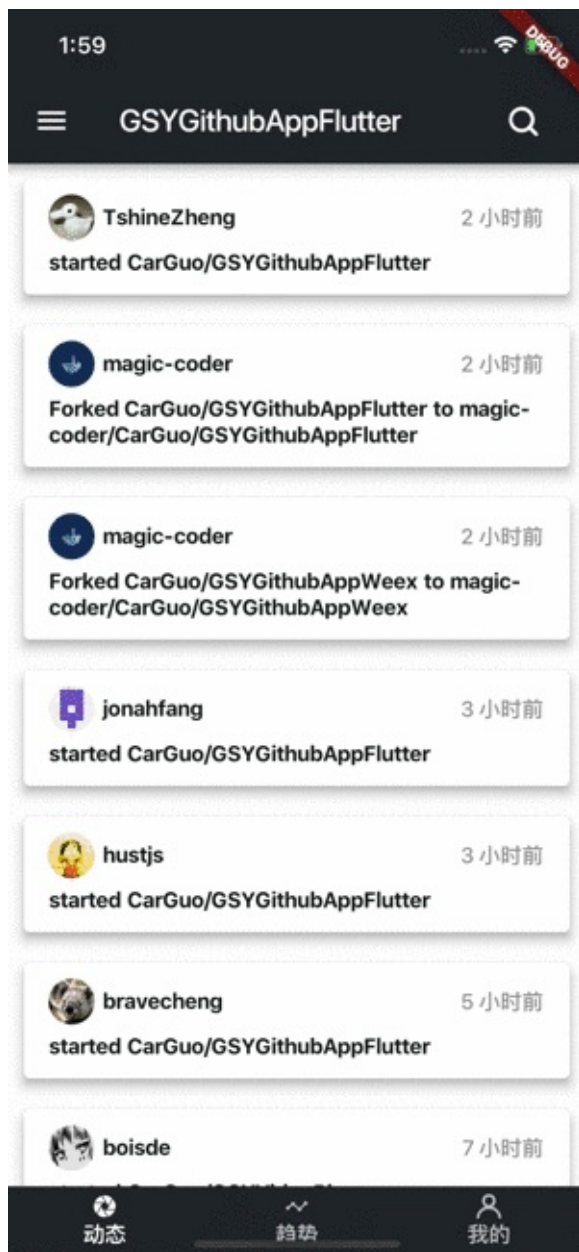 1:59
DEBUG
GSYGithubAppFlutter
TshineZheng 2 小时前
started CarGuo/GSYGithubAppFlutter
magic-coder 2 小时前
Forked CarGuo/GSYGithubAppFlutter to magic-
coder/CarGuo/GSYGithubAppFlutter
magic-coder 2 小时前
Forked CarGuo/GSYGithubAppWeex to magic-
coder/CarGuo/GSYGithubAppWeex
jonahfang 3 小时前
started CarGuo/GSYGithubAppFlutter
hustjs 3 小时前
started CarGuo/GSYGithubAppFlutter
bravecheng 5 小时前
started CarGuo/GSYGithubAppFlutter
boisde 7 小时前
动态 趋势 我的